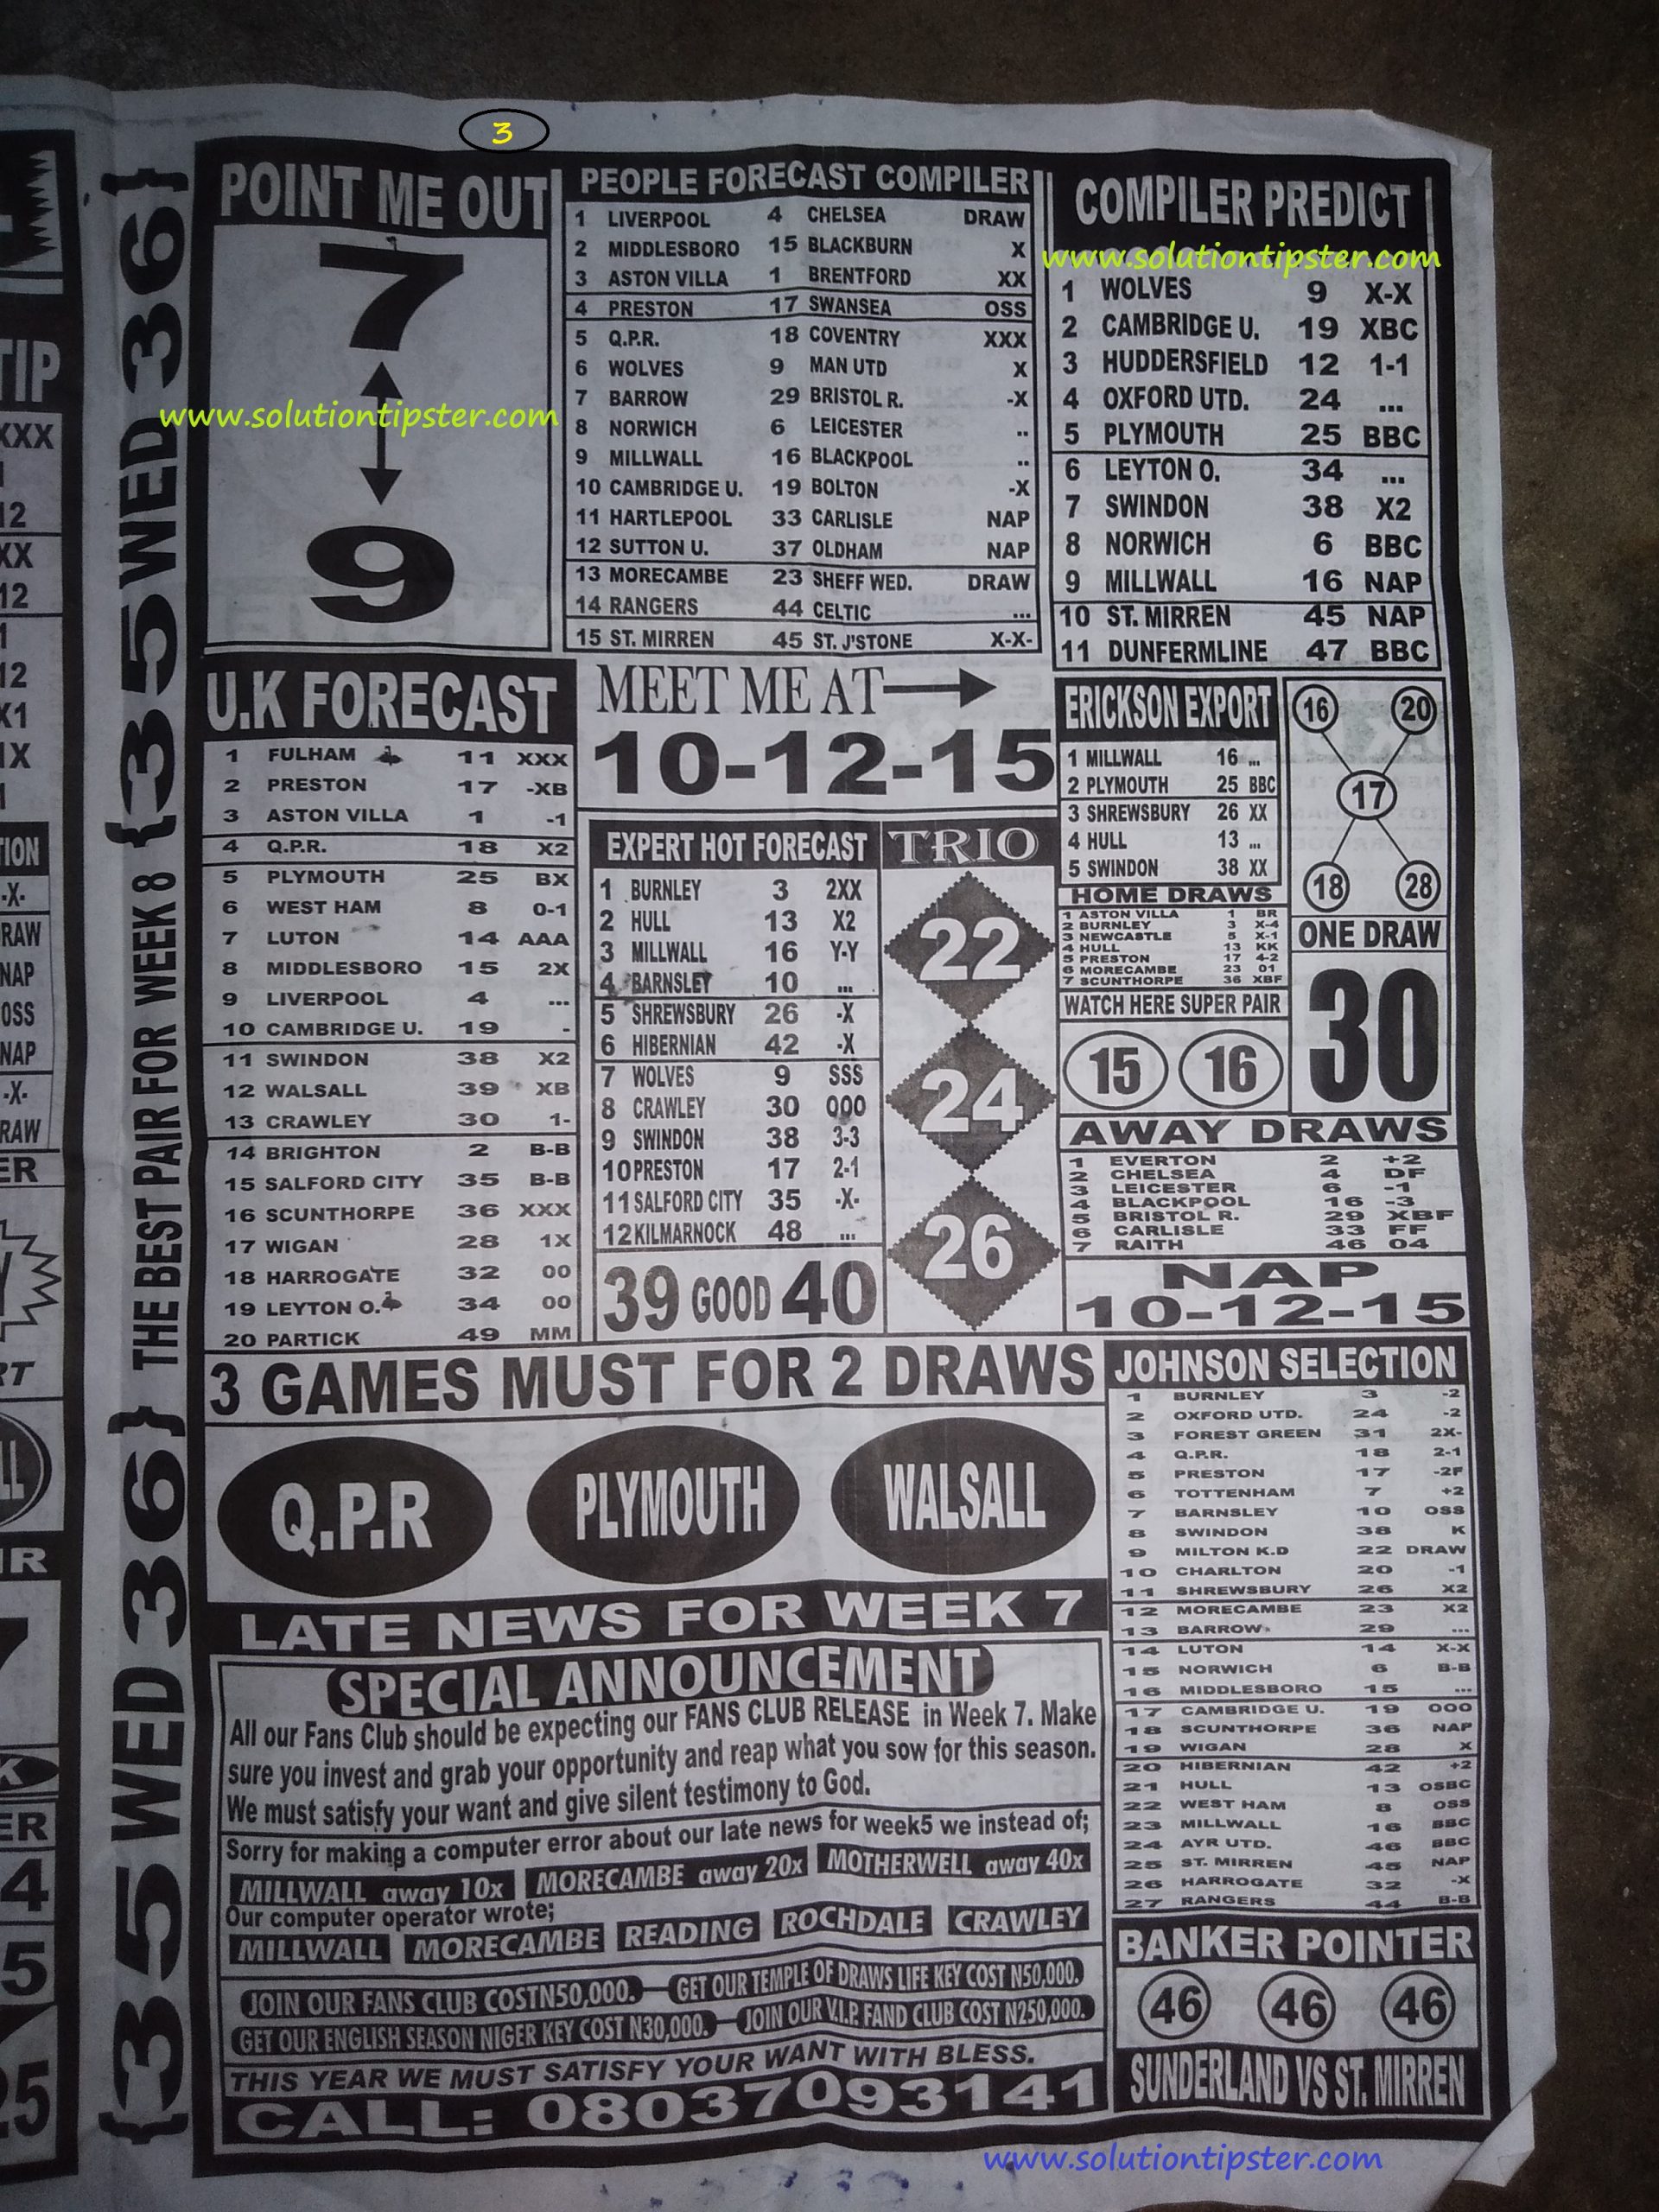 3
POINT ME OUT
7
www.solutiontipster.com
9
PEOPLE FORECAST COMPILER
1 LIVERPOOL 4 CHELSEA DRAW
2 MIDDLESBORO 15 BLACKBURN X
3 ASTON VILLA 1 BRENTFORD XX
4 PRESTON 17 SWANSEA OSS
5 Q.P.R. 18 COVENTRY XXX
6 WOLVES 9 MAN UTD X
7 BARROW 29 BRISTOL R. -X
8 NORWICH 6 LEICESTER ..
9 MILLWALL 16 BLACKPOOL ..
10 CAMBRIDGE U. 19 BOLTON -X
11 HARTLEPOOL 33 CARLISLE NAP
12 SUTTON U. 37 OLDHAM NAP
13 MORECAMBE 23 SHEFF WED. DRAW
14 RANGERS 44 CELTIC ...
15 ST. MIRREN 45 ST. J'STONE X-X-
COMPILER PREDICT
www.solutiontipster.com
1 WOLVES 9 X-X
2 CAMBRIDGE U. 19 XBC
3 HUDDERSFIELD 12 1-1
4 OXFORD UTD. 24 ...
5 PLYMOUTH 25 BBC
6 LEYTON O. 34 ...
7 SWINDON 38 X2
8 NORWICH 6 BBC
9 MILLWALL 16 NAP
10 ST. MIRREN 45 NAP
11 DUNFERMLINE 47 BBC
{35WED 36} THE BEST PAIR FOR WEEK 8 {35WED 36}
U.K FORECAST
1 FULHAM 11 XXX
2 PRESTON 17 -XB
3 ASTON VILLA 1 -1
4 Q.P.R. 18 X2
5 PLYMOUTH 25 BX
6 WEST HAM 8 0-1
7 LUTON 14 AAA
8 MIDDLESBORO 15 2X
9 LIVERPOOL 4 ...
10 CAMBRIDGE U. 19 -
11 SWINDON 38 X2
12 WALSALL 39 XB
13 CRAWLEY 30 1-
14 BRIGHTON 2 B-B
15 SALFORD CITY 35 B-B
16 SCUNTHORPE 36 XXX
17 WIGAN 28 1X
18 HARROGATE 32 00
19 LEYTON O. 34 00
20 PARTICK 49 MM
MEET ME AT
10-12-15
EXPERT HOT FORECAST
1 BURNLEY 3 2XX
2 HULL 13 X2
3 MILLWALL 16 Y-Y
4 BARNSLEY 10 ...
5 SHREWSBURY 26 -X
6 HIBERNIAN 42 -X
7 WOLVES 9 SSS
8 CRAWLEY 30 000
9 SWINDON 38 3-3
10 PRESTON 17 2-1
11 SALFORD CITY 35 -X-
12 KILMARNOCK 48 ...
39 GOOD 40
TRIO
22
24
26
ERICKSON EXPORT
1 MILLWALL 16 ...
2 PLYMOUTH 25 BBC
3 SHREWSBURY 26 XX
4 HULL 13 ...
5 SWINDON 38 XX
HOME DRAWS
1 ASTON VILLA 1 BR
2 BURNLEY 3 X-4
3 NEWCASTLE 5 X-1
4 HULL 13 KK
5 PRESTON 17 4-2
6 MORECAMBE 23 01
7 SCUNTHORPE 36 XBF
WATCH HERE SUPER PAIR
15 16
16 20
17
18 28
ONE DRAW
30
AWAY DRAWS
1 EVERTON 2 +2
2 CHELSEA 4 DF
3 LEICESTER 6 -1
4 BLACKPOOL 16 -3
5 BRISTOL R. 29 XBF
6 CARLISLE 33 FF
7 RAITH 46 04
NAP
10-12-15
3 GAMES MUST FOR 2 DRAWS
Q.P.R PLYMOUTH WALSALL
LATE NEWS FOR WEEK 7
SPECIAL ANNOUNCEMENT
All our Fans Club should be expecting our FANS CLUB RELEASE in Week 7. Make
sure you invest and grab your opportunity and reap what you sow for this season.
We must satisfy your want and give silent testimony to God.
Sorry for making a computer error about our late news for week5 we instead of;
MILLWALL away 10x MORECAMBE away 20x MOTHERWELL away 40x
Our computer operator wrote;
MILLWALL MORECAMBE READING ROCHDALE CRAWLEY
JOIN OUR FANS CLUB COSTN50,000. GET OUR TEMPLE OF DRAWS LIFE KEY COST N50,000.
GET OUR ENGLISH SEASON NIGER KEY COST N30,000. JOIN OUR V.I.P. FAND CLUB COST N250,000.
THIS YEAR WE MUST SATISFY YOUR WANT WITH BLESS.
CALL: 08037093141
JOHNSON SELECTION
1 BURNLEY 3 -2
2 OXFORD UTD. 24 -2
3 FOREST GREEN 31 2X-
4 Q.P.R. 18 2-1
5 PRESTON 17 -2F
6 TOTTENHAM 7 +2
7 BARNSLEY 10 OSS
8 SWINDON 38 K
9 MILTON K.D 22 DRAW
10 CHARLTON 20 -1
11 SHREWSBURY 26 X2
12 MORECAMBE 23 X2
13 BARROW 29 ...
14 LUTON 14 X-X
15 NORWICH 6 B-B
16 MIDDLESBORO 15 ...
17 CAMBRIDGE U. 19 000
18 SCUNTHORPE 36 NAP
19 WIGAN 28 X
20 HIBERNIAN 42 +2
21 HULL 13 OSBC
22 WEST HAM 8 OSS
23 MILLWALL 16 BBC
24 AYR UTD. 46 BBC
25 ST. MIRREN 45 NAP
26 HARROGATE 32 -X
27 RANGERS 44 B-B
BANKER POINTER
46 46 46
SUNDERLAND VS ST. MIRREN
www.solutiontipster.com